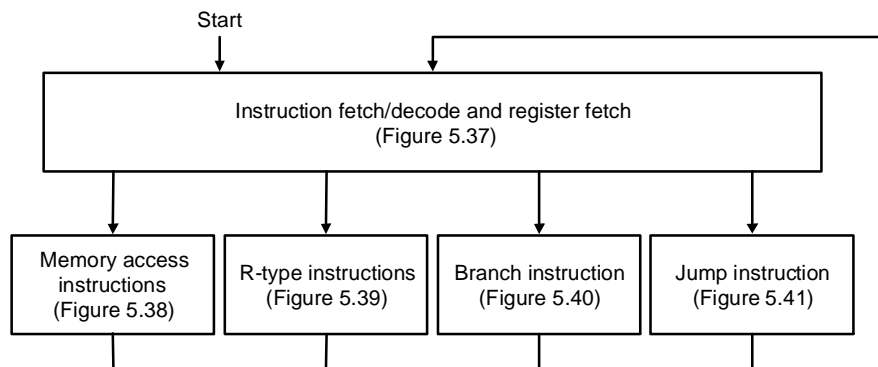 Start
Instruction fetch/decode and register fetch
(Figure 5.37)
Memory access
instructions
(Figure 5.38)
R-type instructions
(Figure 5.39)
Branch instruction
(Figure 5.40)
Jump instruction
(Figure 5.41)